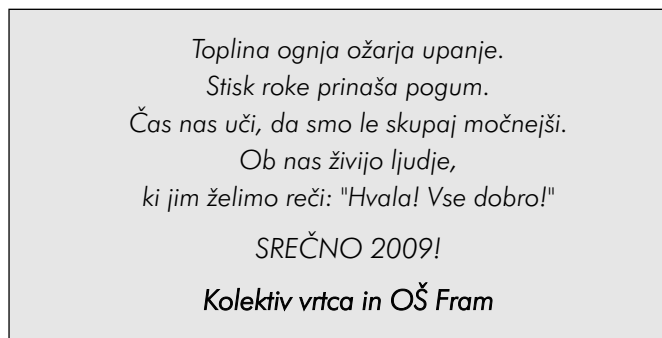 Toplina ognja ožarja upanje.
Stisk roke prinaša pogum.
Čas nas uči, da smo le skupaj močnejši.
Ob nas živijo ljudje,
ki jim želimo reči: "Hvala! Vse dobro!"
SREČNO 2009!
Kolektiv vrtca in OŠ Fram